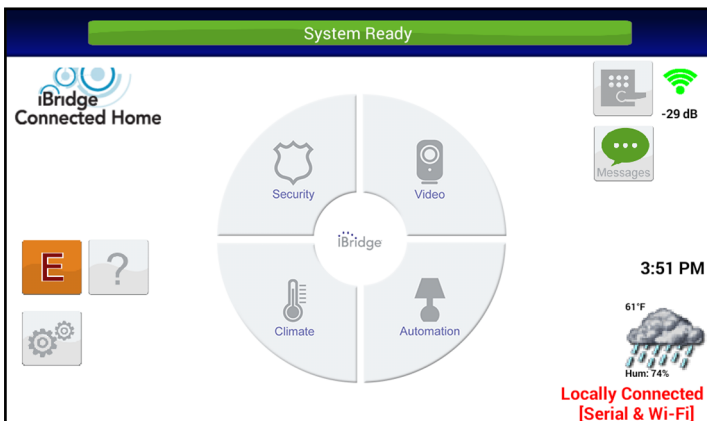 System Ready
iBridge
Connected Home
-29 dB
Messages
Security
Video
iBridge
E
?
Climate
Automation
3:51 PM
61°F
Hum: 74%
Locally Connected
[Serial & Wi-Fi]